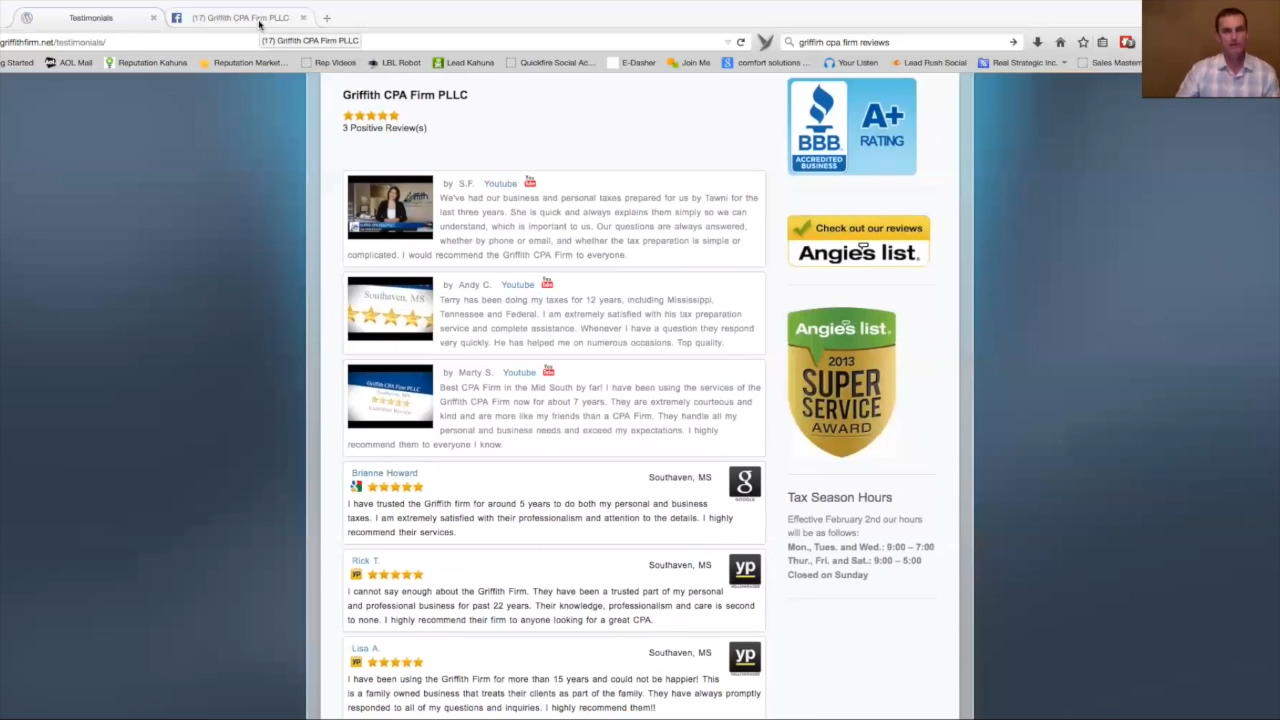 Testimonials
(17) Griffith CPA Firm PLLC
griffithfirm.net/testimonials/
(17) Griffith CPA Firm PLLC
griffirh cpa firm reviews
g Started
AOL Mail
Reputation Kahuna
Reputation Market...
Rep Videos
LBL Robot
Lead Kahuna
Quickfire Social Ac...
E-Dasher
Join Me
comfort solutions ...
Your Listen
Lead Rush Social
Real Strategic Inc.
Sales Master
Griffith CPA Firm PLLC
3 Positive Review(s)
by S.F. Youtube
We've had our business and personal taxes prepared for us by Tawni for the
last three years. She is quick and always explains them simply so we can
understand, which is important to us. Our questions are always answered,
whether by phone or email, and whether the tax preparation is simple or
complicated. I would recommend the Griffith CPA Firm to everyone.
Southaven, MS
by Andy C. Youtube
Terry has been doing my taxes for 12 years, including Mississippi,
Tennessee and Federal. I am extremely satisfied with his tax preparation
service and complete assistance. Whenever I have a question they respond
very quickly. He has helped me on numerous occasions. Top quality.
Griffith CPA Firm PLLC
by Marty S. Youtube
Best CPA Firm in the Mid South by far! I have been using the services of the
Griffith CPA Firm now for about 7 years. They are extremely courteous and
kind and are more like my friends than a CPA Firm. They handle all my
personal and business needs and exceed my expectations. I highly
recommend them to everyone I know.
Brianne Howard
Southaven, MS
g
GOOGLE
I have trusted the Griffith firm for around 5 years to do both my personal and business
taxes. I am extremely satisfied with their professionalism and attention to the details. I highly
recommend their services.
Rick T.
yp
Southaven, MS
yp
I cannot say enough about the Griffith Firm. They have been a trusted part of my personal
and professional business for past 22 years. Their knowledge, professionalism and care is second
to none. I highly recommend their firm to anyone looking for a great CPA.
Lisa A.
yp
Southaven, MS
yp
I have been using the Griffith Firm for more than 15 years and could not be happier! This
is a family owned business that treats their clients as part of the family. They have always promptly
responded to all of my questions and inquiries. I highly recommend them!!
BBB
ACCREDITED
BUSINESS
A+
RATING
Check out our reviews
Angie's list.
Angie's list.
2013
SUPER
SERVICE
AWARD
Tax Season Hours
Effective February 2nd our hours
will be as follows:
Mon., Tues. and Wed.: 9:00 – 7:00
Thur., Fri. and Sat.: 9:00 – 5:00
Closed on Sunday